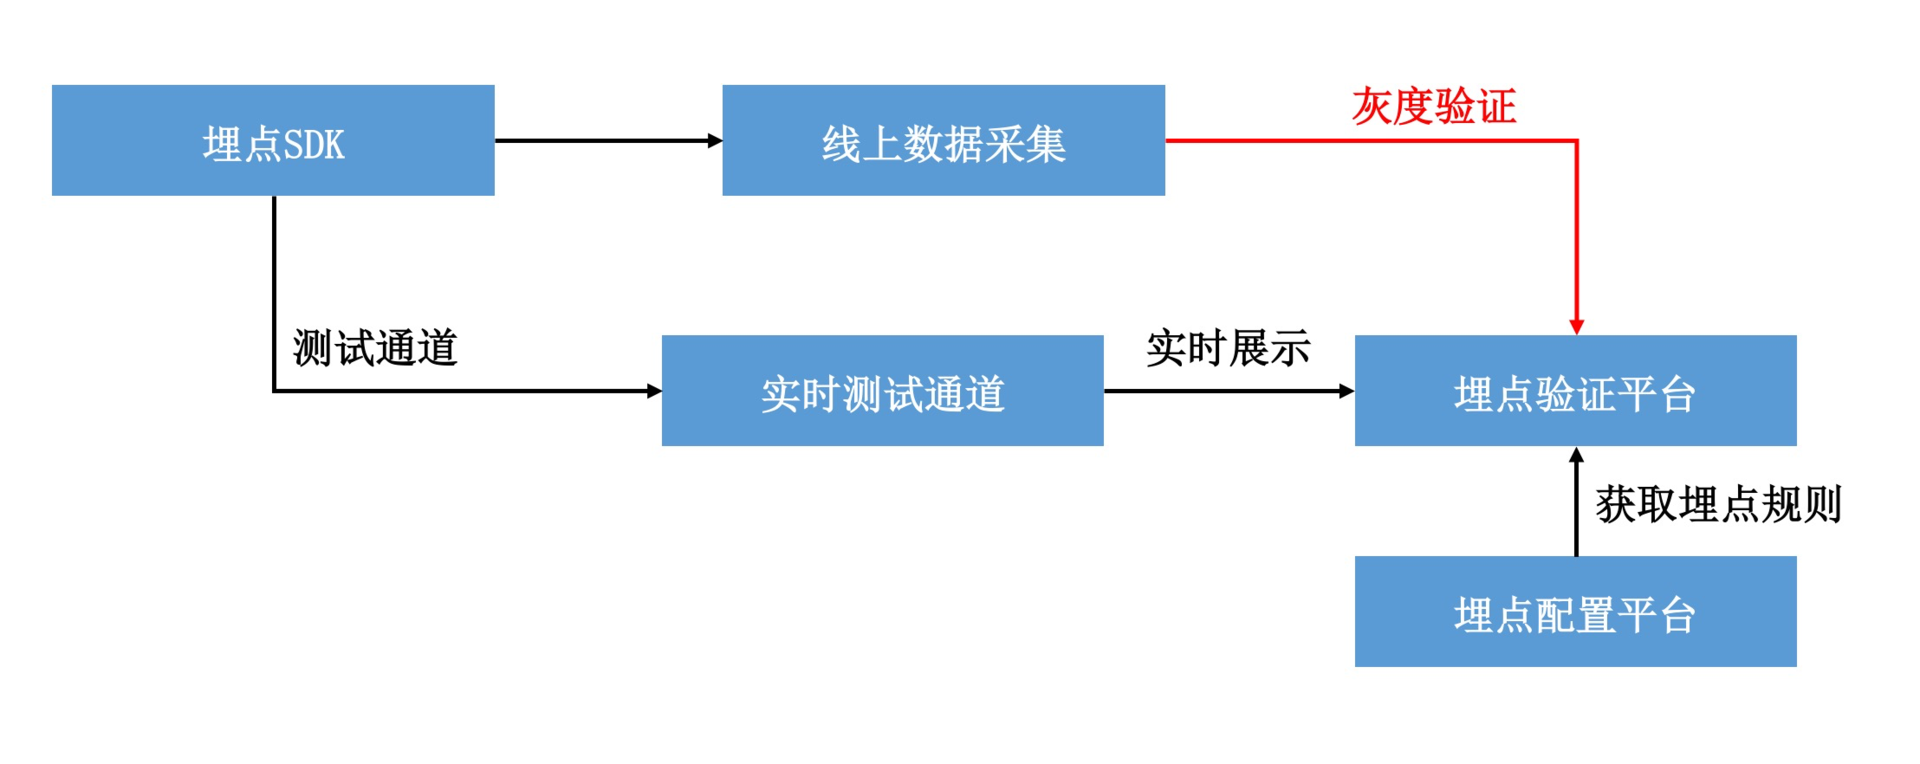 灰度验证
埋点SDK
线上数据采集
测试通道
实时展示
实时测试通道
埋点验证平台
获取埋点规则
埋点配置平台